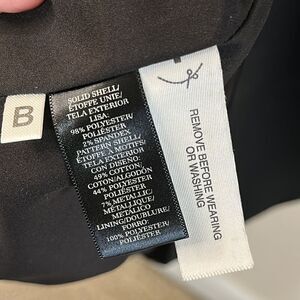 B
SOLID SHELL/
ÉTOFFE UNIE/
TELA EXTERIOR
LISA:
98% POLYESTER/
POLIÉSTER
2% SPANDEX
PATTERN SHELL/
ÉTOFFE À MOTIFS/
TELA EXTERIOR
CON DISEÑO:
49% COTTON/
COTON/ALGODÓN
44% POLYESTER/
POLIÉSTER
7% METALLIC/
MÉTALLIQUE/
METÁLICO
LINING/DOUBLURE/
FORRO:
100% POLYESTER/
POLIÉSTER
REMOVE BEFORE WEARING
OR WASHING